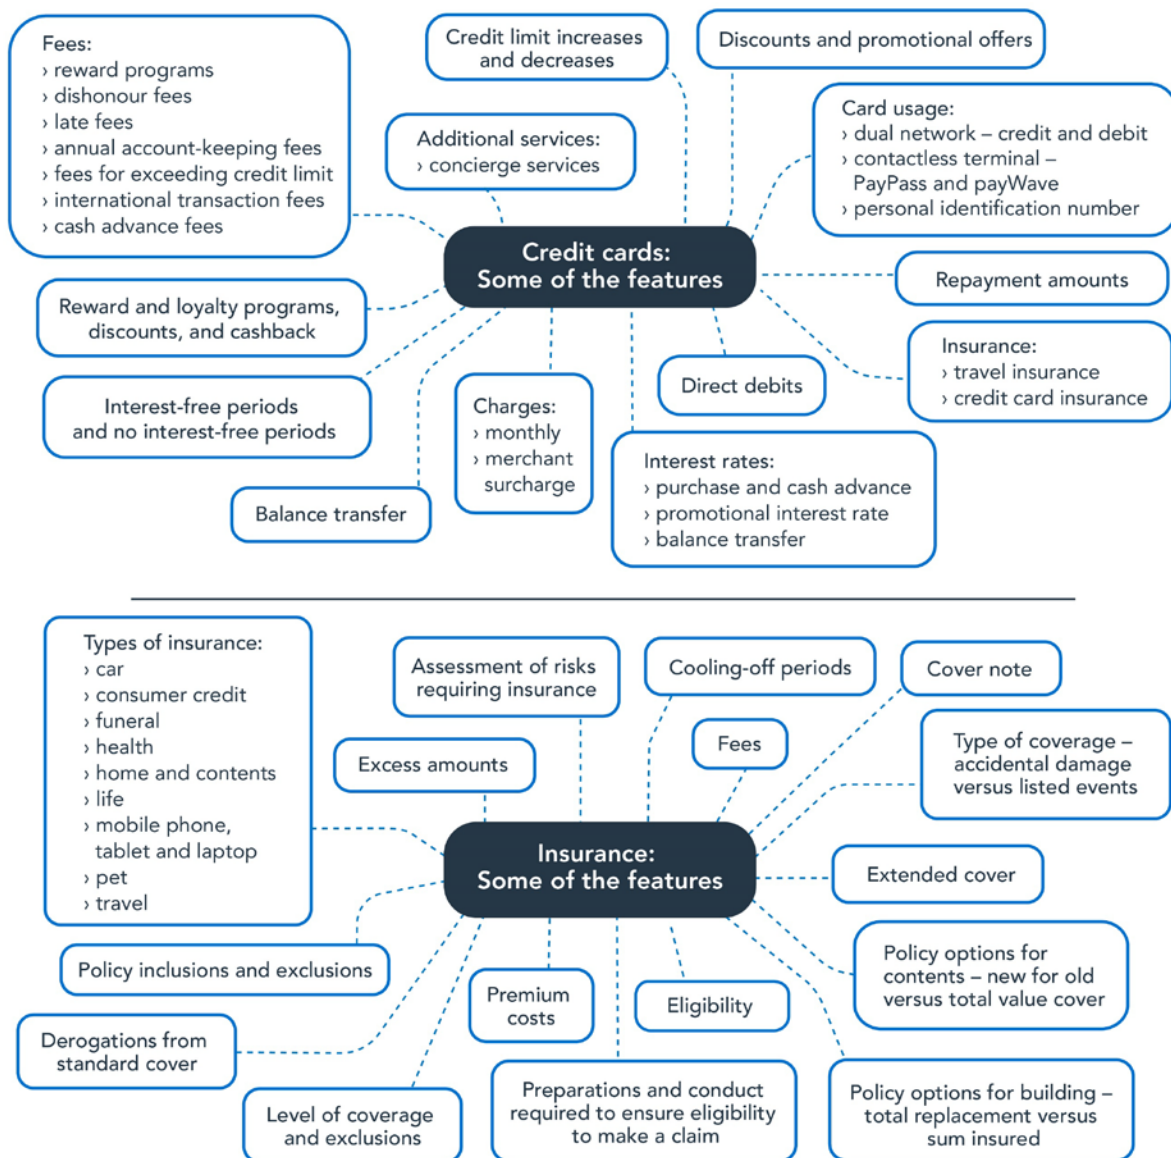 Fees:
› reward programs
› dishonour fees
› late fees
› annual account-keeping fees
› fees for exceeding credit limit
› international transaction fees
› cash advance fees
Credit limit increases
and decreases
Discounts and promotional offers
Additional services:
› concierge services
Card usage:
› dual network – credit and debit
› contactless terminal –
PayPass and payWave
› personal identification number
Credit cards:
Some of the features
Repayment amounts
Reward and loyalty programs,
discounts, and cashback
Insurance:
› travel insurance
› credit card insurance
Interest-free periods
and no interest-free periods
Charges:
› monthly
› merchant
surcharge
Direct debits
Balance transfer
Interest rates:
› purchase and cash advance
› promotional interest rate
› balance transfer
Types of insurance:
› car
› consumer credit
› funeral
› health
› home and contents
› life
› mobile phone,
tablet and laptop
› pet
› travel
Assessment of risks
requiring insurance
Cooling-off periods
Cover note
Excess amounts
Fees
Type of coverage –
accidental damage
versus listed events
Insurance:
Some of the features
Extended cover
Policy inclusions and exclusions
Premium
costs
Eligibility
Policy options for
contents – new for old
versus total value cover
Derogations from
standard cover
Level of coverage
and exclusions
Preparations and conduct
required to ensure eligibility
to make a claim
Policy options for building –
total replacement versus
sum insured